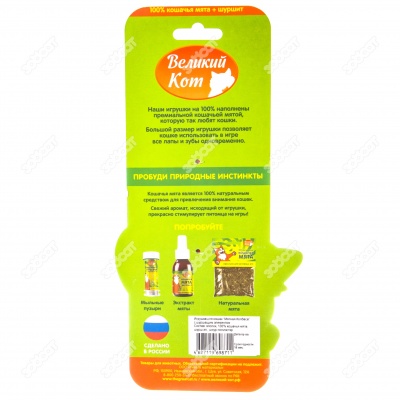 100% кошачья мята + шуршит
Великий
Кот
Наши игрушки на 100% наполнены
премиальной кошачьей мятой,
которую так любят кошки.
Большой размер игрушки позволяет
кошке использовать в игре
все лапы и зубы одновременно.
ПРОБУДИ ПРИРОДНЫЕ ИНСТИНКТЫ
Кошачья мята является 100% натуральным
средством для привлечения внимания кошек.
Свежий аромат, исходящий от игрушки,
прекрасно стимулирует питомца на игры!
ПОПРОБУЙТЕ
МЯТА
Мыльные
пузыри
Экстракт
мяты
Натуральная
мята
СДЕЛАНО
В РОССИИ